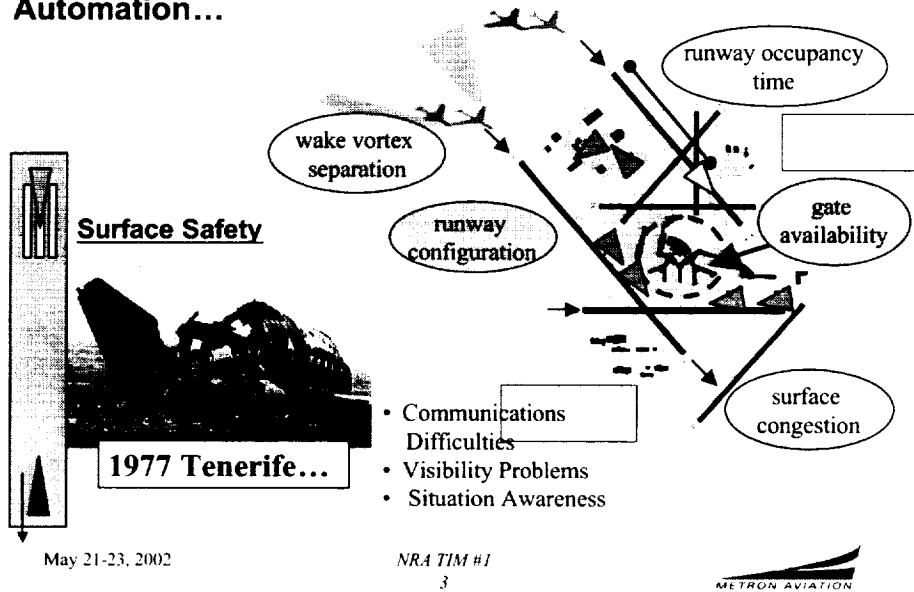 Automation…
runway occupancy
time
wake vortex
separation
runway
configuration
gate
availability
Surface Safety
1977 Tenerife…
• Communications
Difficulties
• Visibility Problems
• Situation Awareness
surface
congestion
May 21-23, 2002
NRA TIM #1
3
METRON AVIATION